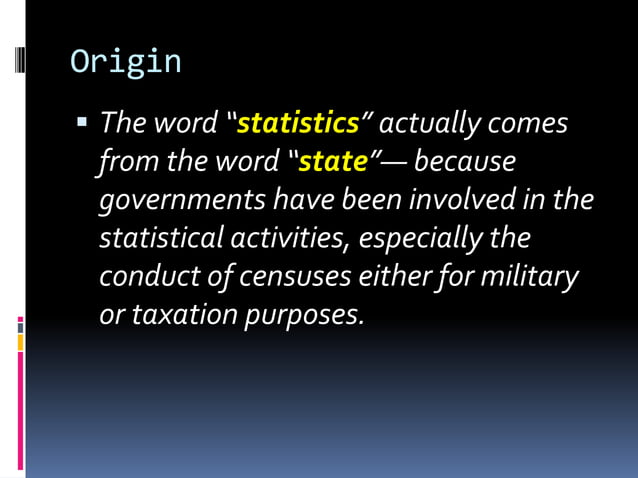 Origin
▪ The word “statistics” actually comes
from the word “state”— because
governments have been involved in the
statistical activities, especially the
conduct of censuses either for military
or taxation purposes.